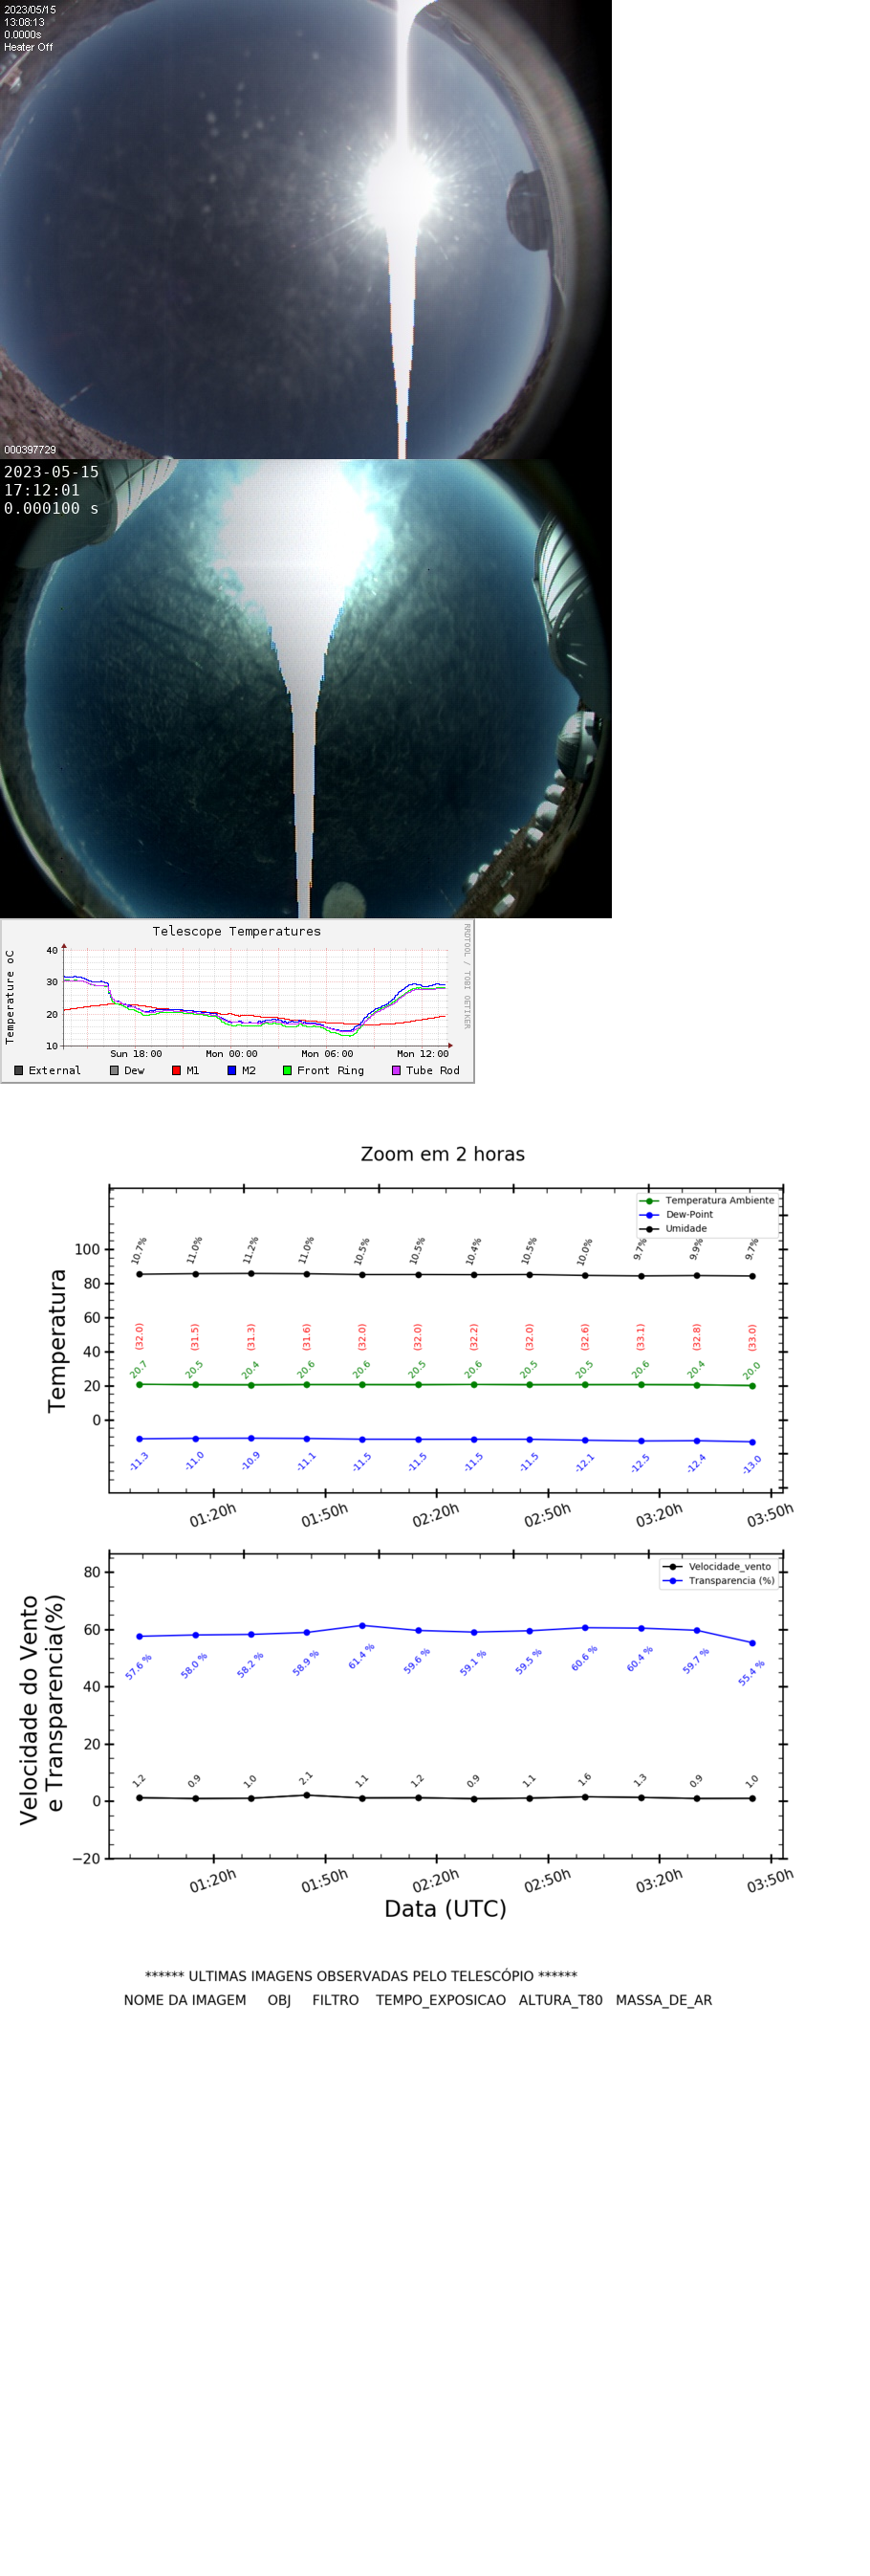 2023/05/15
13:08:13
0.0000s
Heater Off
000397729
2023-05-15
17:12:01
0.000100 s
Telescope Temperatures
RRDTOOL / TOBI OETIKER
Temperature oC
40
30
20
10
Sun 18:00 Mon 00:00 Mon 06:00 Mon 12:00
External Dew M1 M2 Front Ring Tube Rod
Zoom em 2 horas
Temperatura Ambiente
Dew-Point
Umidade
Temperatura
100
80
60
40
20
0
10.7% 11.0% 11.2% 11.0% 10.5% 10.5% 10.4% 10.5% 10.0% 9.7% 9.9% 9.7%
(32.0) (31.5) (31.3) (31.6) (32.0) (32.0) (32.2) (32.0) (32.6) (33.1) (32.8) (33.0)
20.7 20.5 20.4 20.6 20.6 20.5 20.6 20.5 20.5 20.6 20.4 20.0
-11.3 -11.0 -10.9 -11.1 -11.5 -11.5 -11.5 -11.5 -12.1 -12.5 -12.4 -13.0
01:20h 01:50h 02:20h 02:50h 03:20h 03:50h
Velocidade_vento
Transparencia (%)
Velocidade do Vento
e Transparencia(%)
80
60
40
20
0
−20
57.6 % 58.0 % 58.2 % 58.9 % 61.4 % 59.6 % 59.1 % 59.5 % 60.6 % 60.4 % 59.7 % 55.4 %
1.2 0.9 1.0 2.1 1.1 1.2 0.9 1.1 1.6 1.3 0.9 1.0
01:20h 01:50h 02:20h 02:50h 03:20h 03:50h
Data (UTC)
****** ULTIMAS IMAGENS OBSERVADAS PELO TELESCÓPIO ******
NOME DA IMAGEM OBJ FILTRO TEMPO_EXPOSICAO ALTURA_T80 MASSA_DE_AR